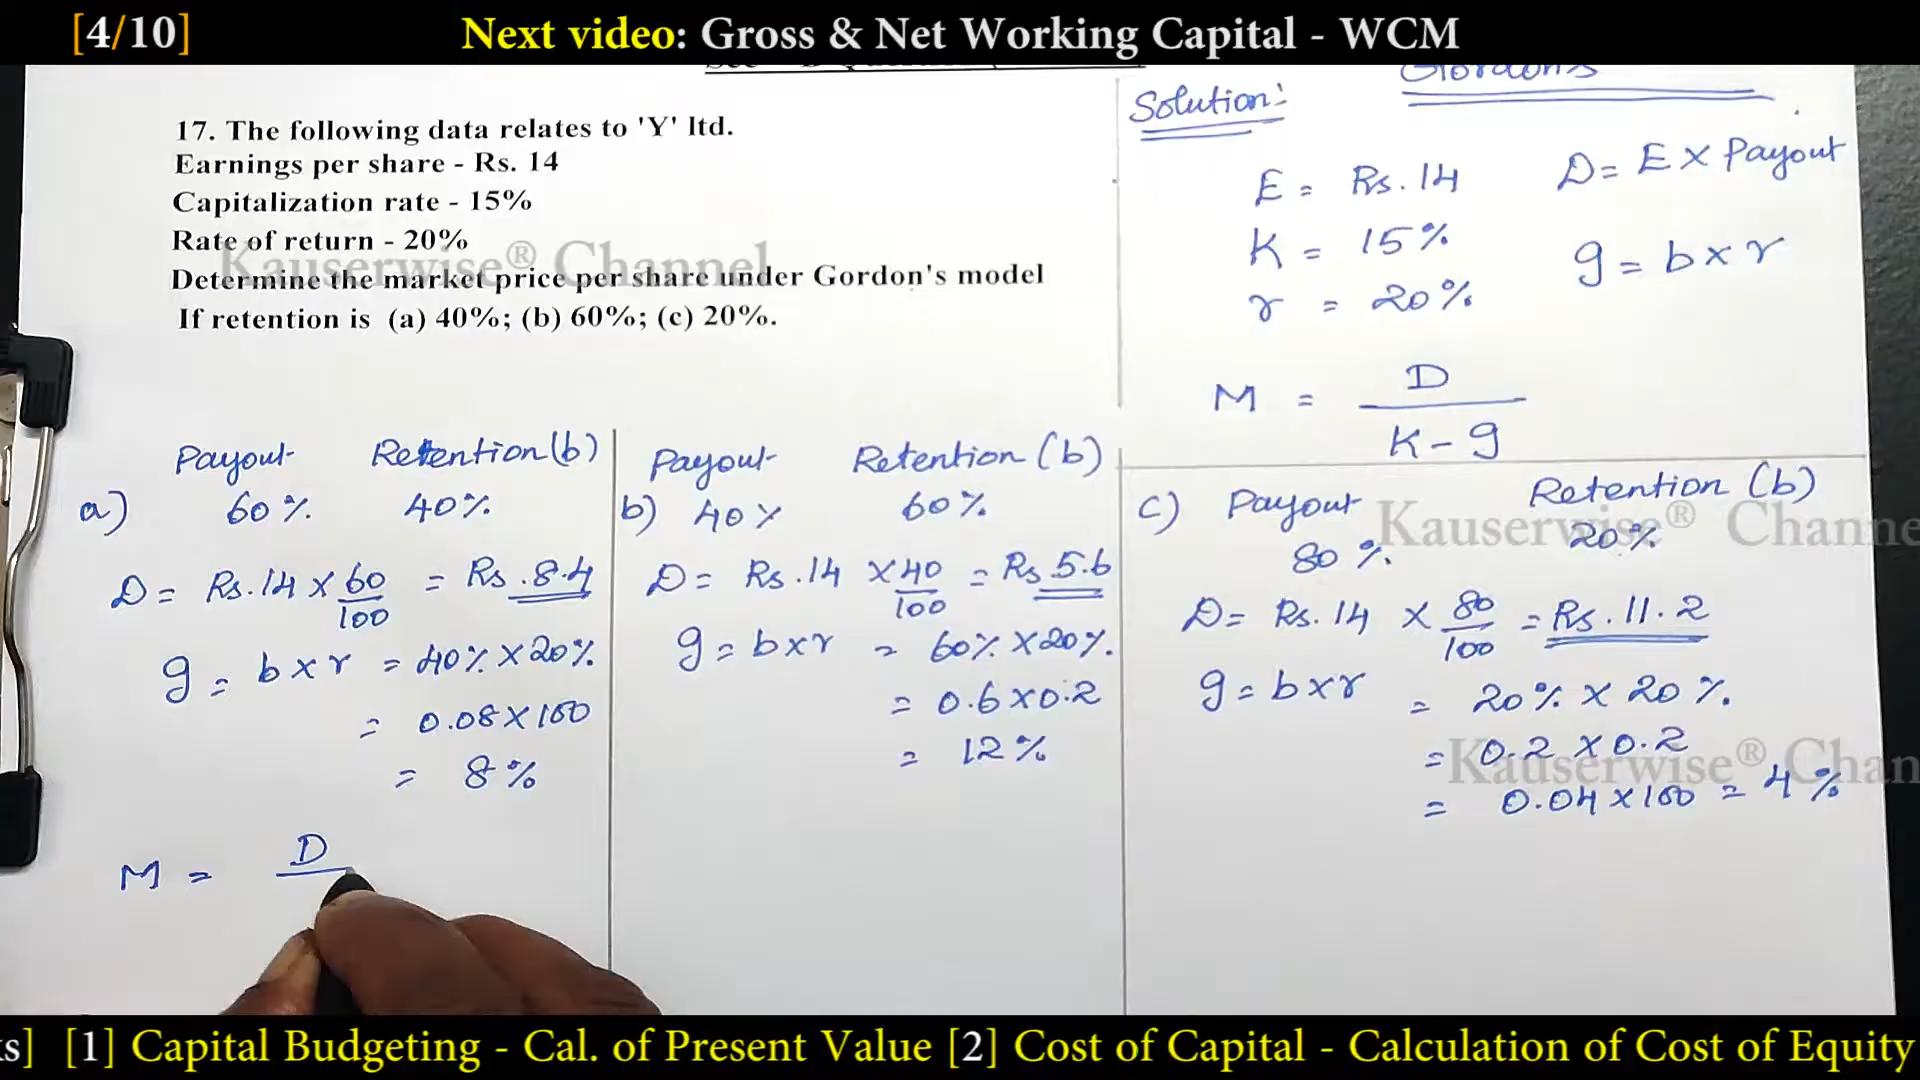 [4/10]
Next video: Gross & Net Working Capital - WCM
17. The following data relates to 'Y' ltd.
Earnings per share - Rs. 14
Capitalization rate - 15%
Rate of return - 20%
Determine the market price per share under Gordon's model
If retention is (a) 40%; (b) 60%; (c) 20%.
Kauserwise® Channel
Gordon's
Solution:
E = Rs. 14
D = E X Payout
K = 15%
g = b x r
r = 20%
M = D / K - g
Payout Retention (b)
a) 60% 40%
D = Rs. 14 x 60/100 = Rs. 8.4
g = b x r = 40% x 20%
= 0.08 x 100
= 8%
M = D
Payout Retention (b)
b) 40% 60%
D = Rs. 14 x 40/100 = Rs 5.6
g = b x r = 60% x 20%.
= 0.6 x 0.2
= 12%
c) Payout Retention (b)
80% 20%
D = Rs. 14 x 80/100 = Rs. 11.2
g = b x r = 20% x 20%.
= 0.2 x 0.2
= 0.04 x 100 = 4%
Kauserwise® Channe
Kauserwise® Chan
s] [1] Capital Budgeting - Cal. of Present Value [2] Cost of Capital - Calculation of Cost of Equity